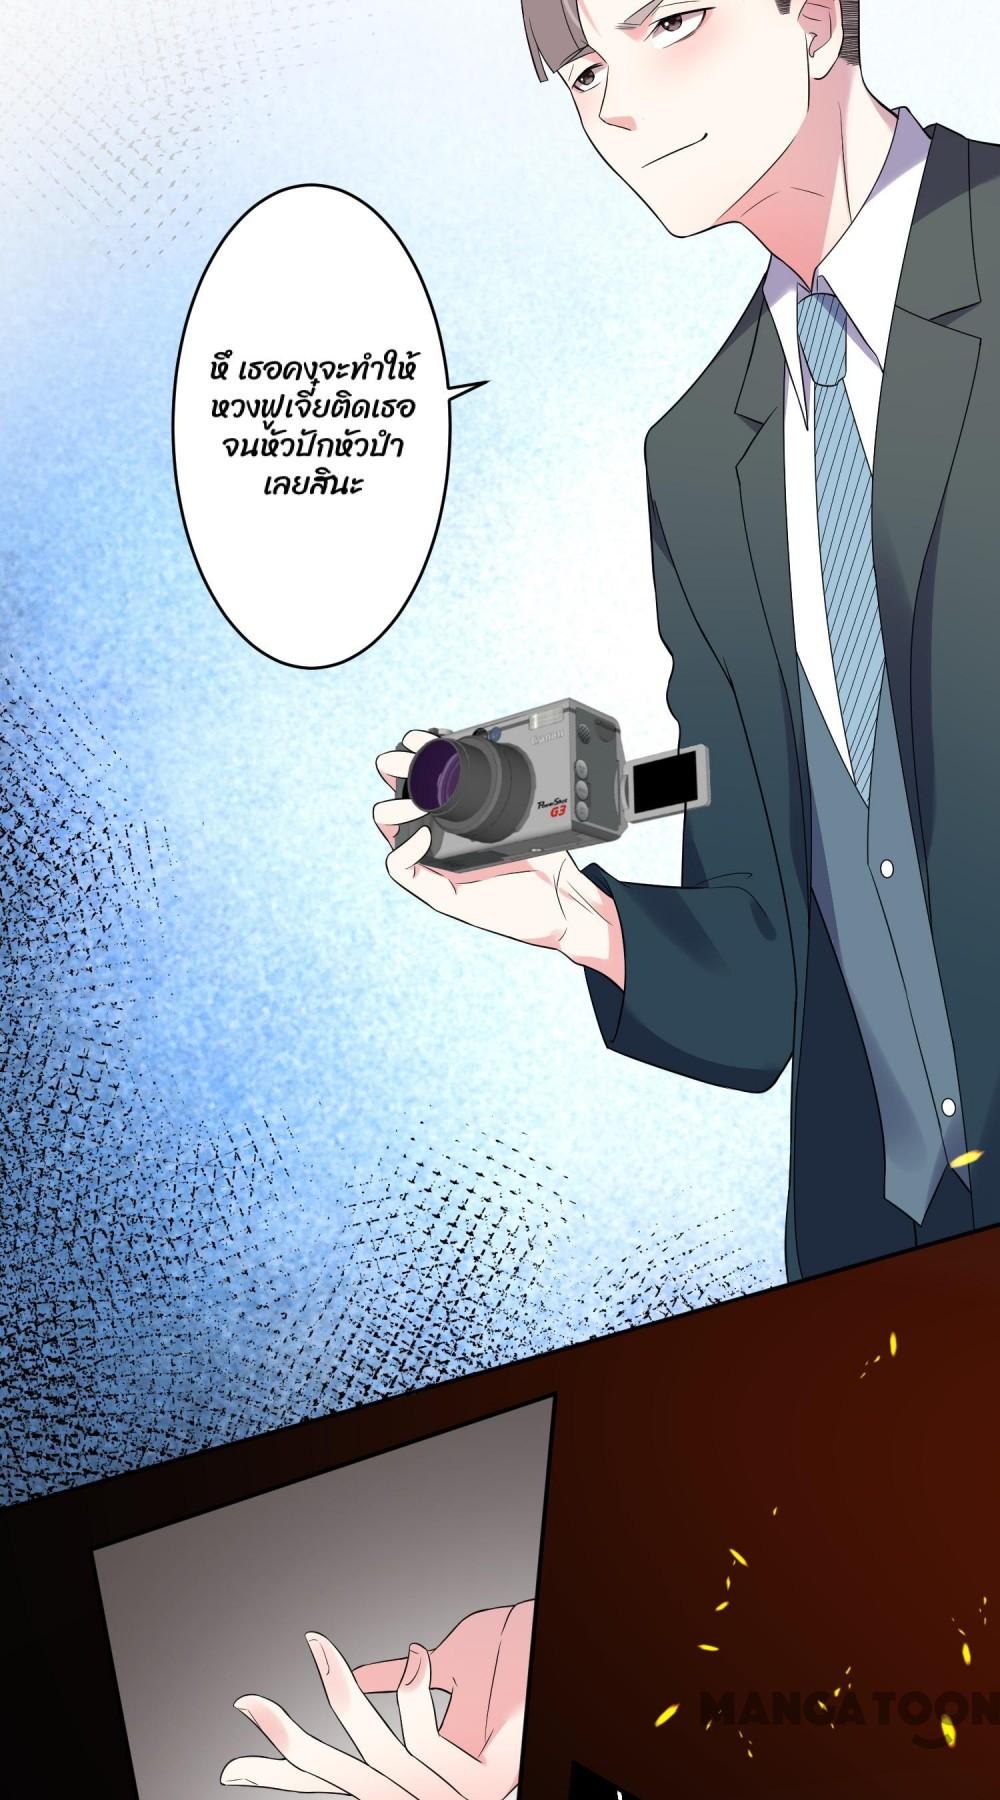 หึ เธอคงจะทำให้
หวงฟูเจี๋ยติดเธอ
จนหัวปักหัวปำ
เลยสินะ
Canon
PowerShot
G3
MANGATOON